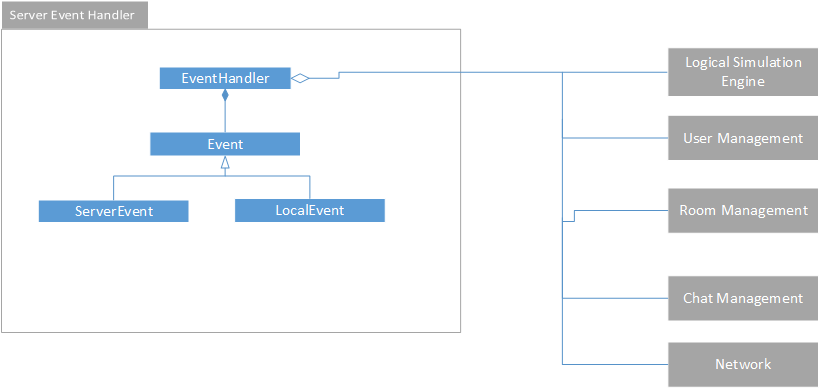 Server Event Handler
EventHandler
Event
ServerEvent
LocalEvent
Logical Simulation
Engine
User Management
Room Management
Chat Management
Network